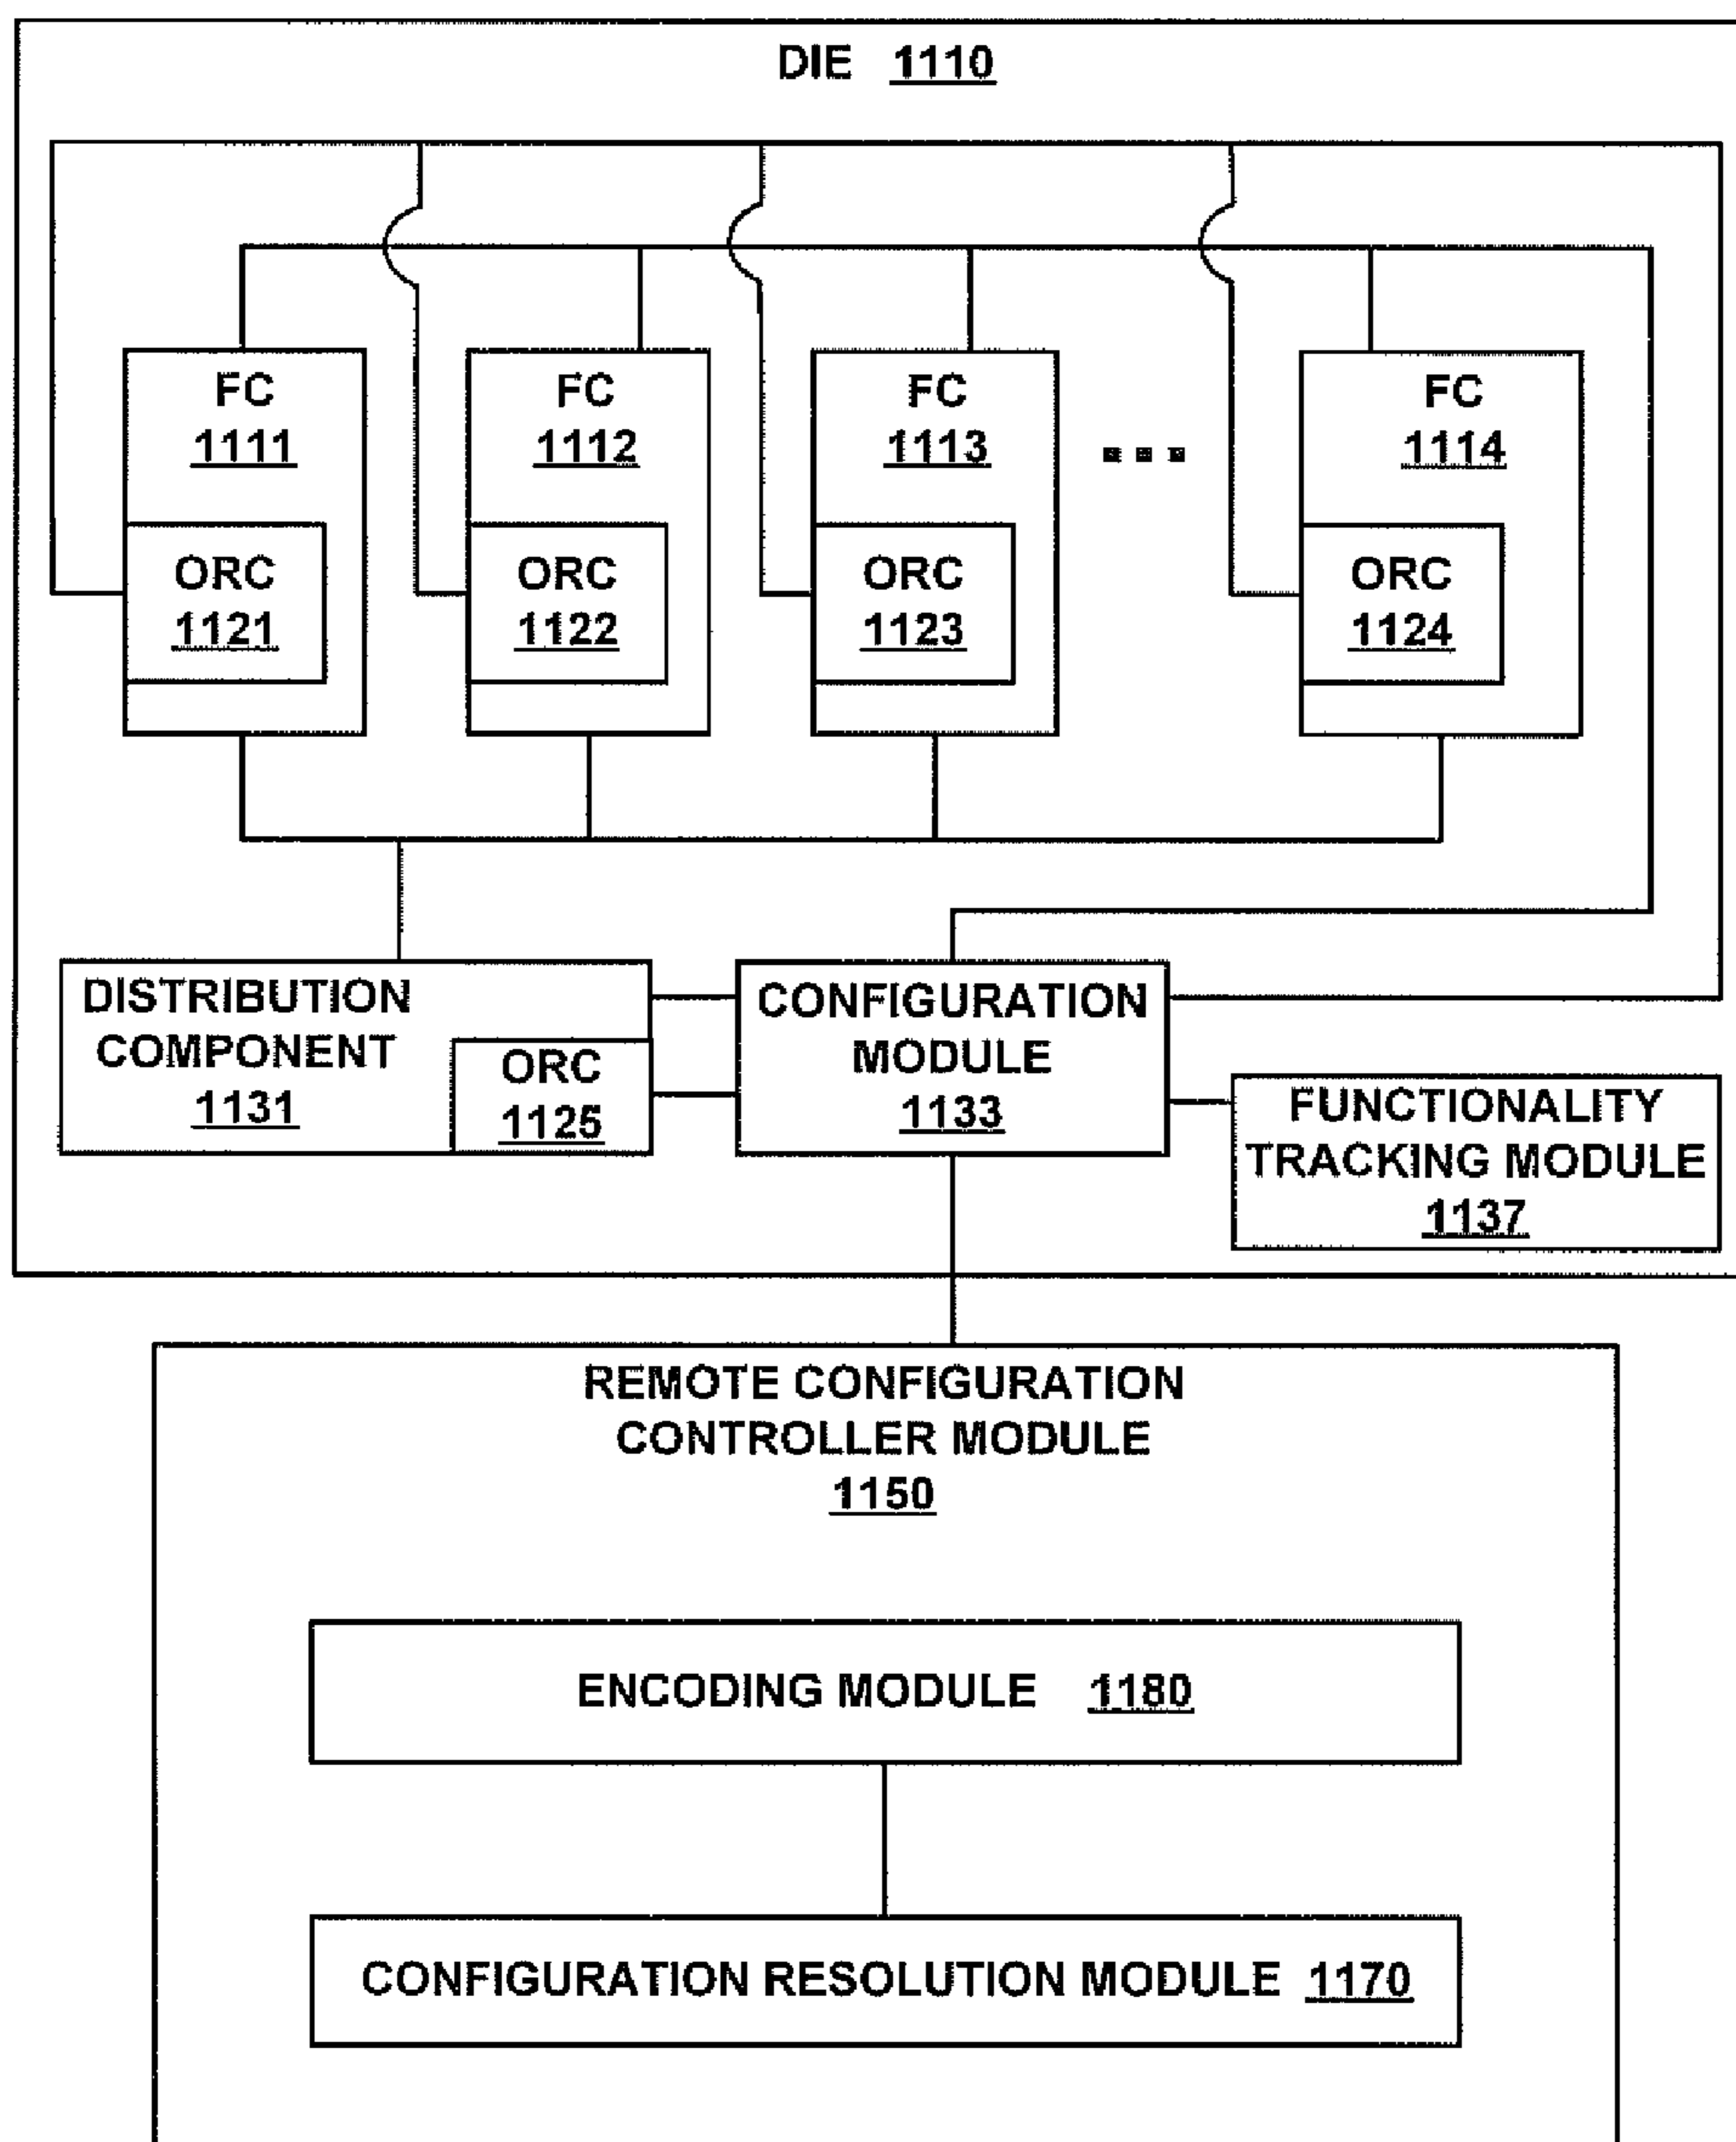 DIE 1110
FC
1111
FC
1112
FC
1113
FC
1114
ORC
1121
ORC
1122
ORC
1123
ORC
1124
DISTRIBUTION
COMPONENT
1131
ORC
1125
CONFIGURATION
MODULE
1133
FUNCTIONALITY
TRACKING MODULE
1137
REMOTE CONFIGURATION
CONTROLLER MODULE
1150
ENCODING MODULE 1180
CONFIGURATION RESOLUTION MODULE 1170